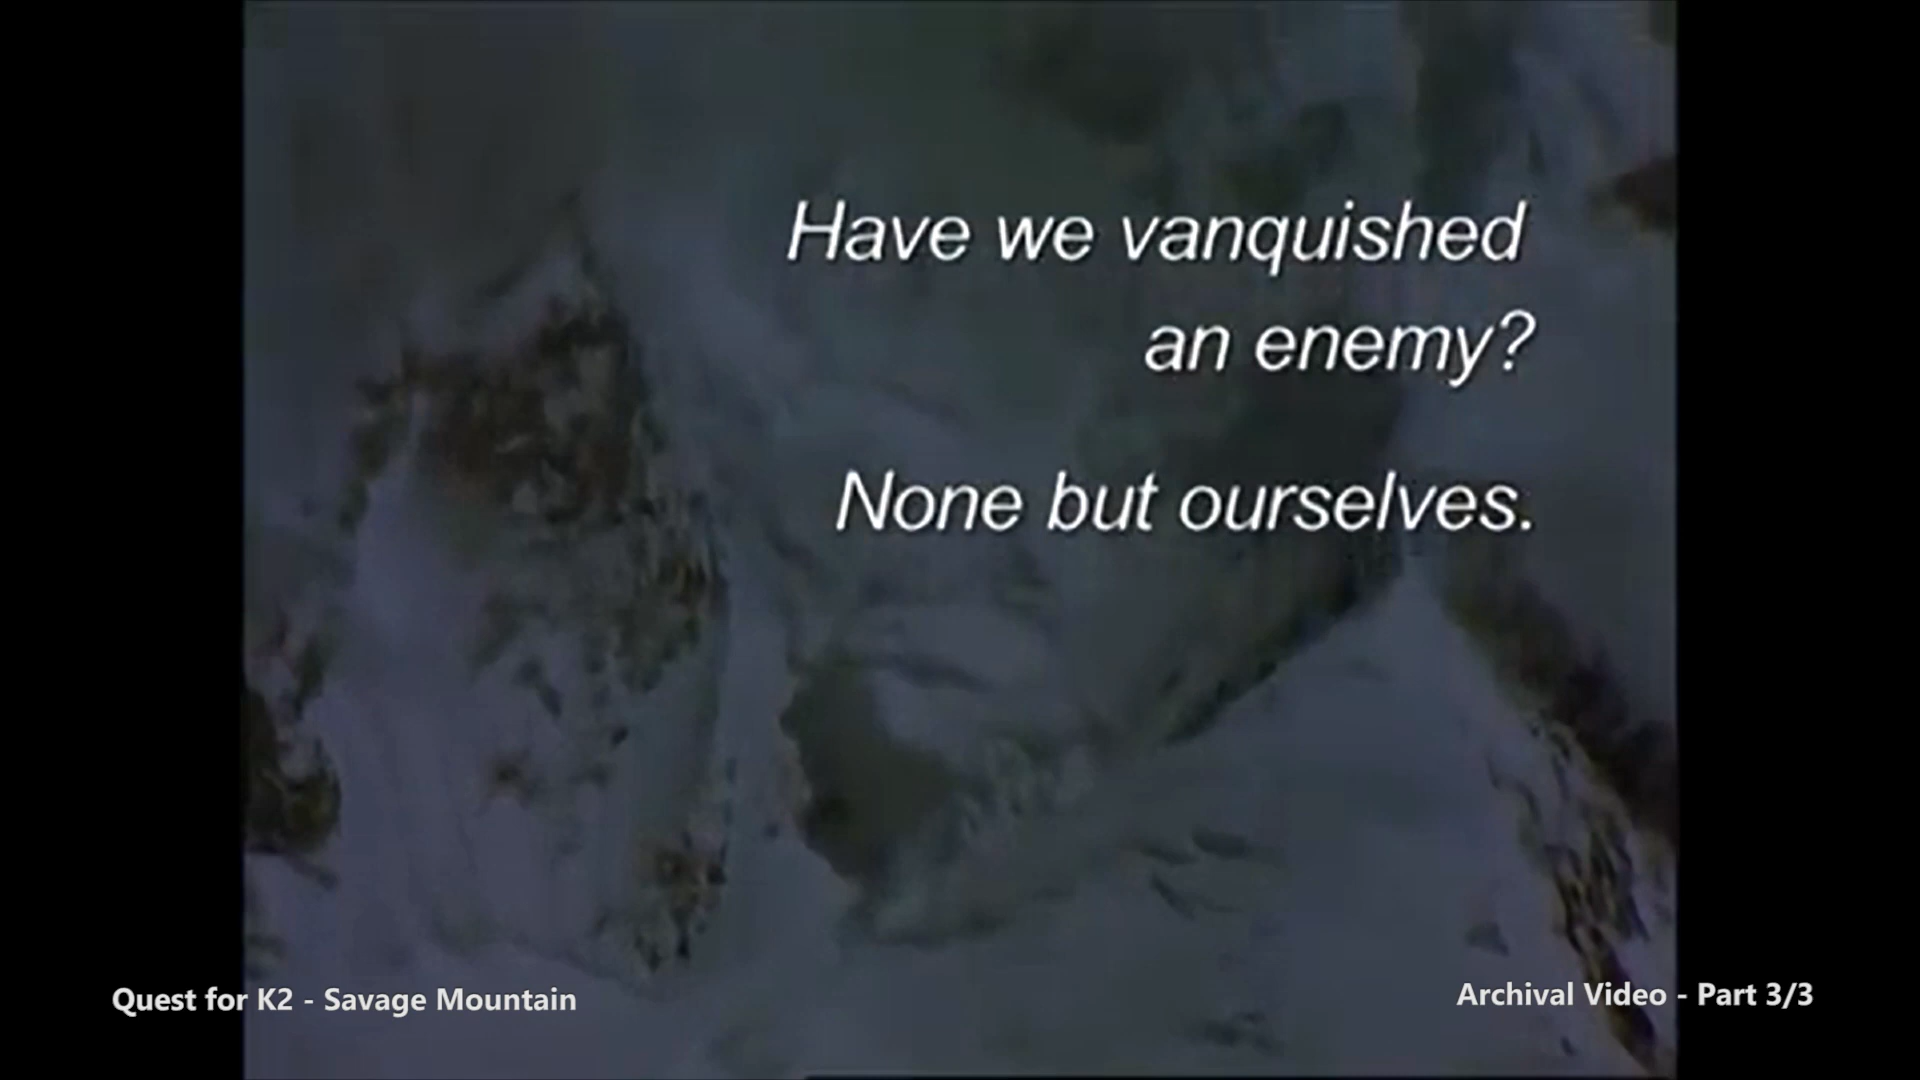 Have we vanquished
an enemy?
None but ourselves.
Quest for K2 - Savage Mountain
Archival Video - Part 3/3